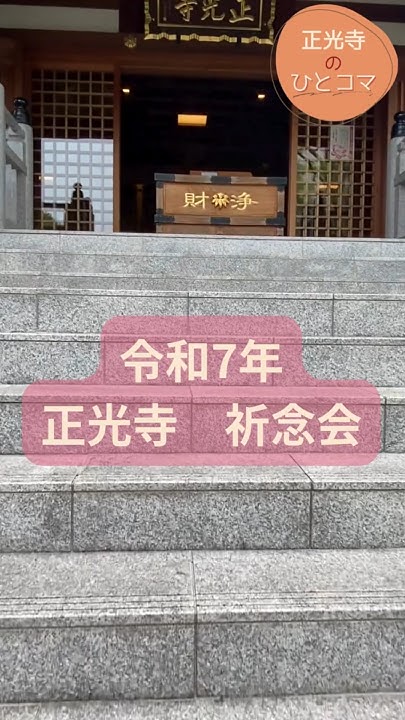 正光寺
正光寺
の
ひとコマ
財浄
令和7年
正光寺　祈念会